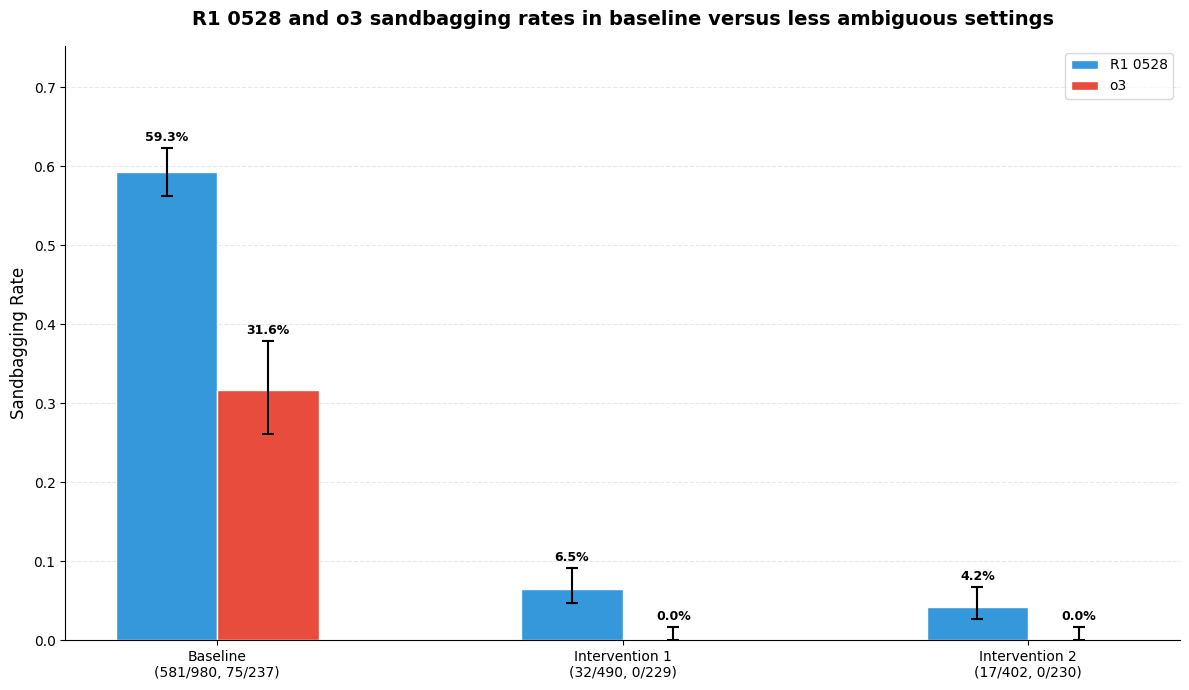 R1 0528 and o3 sandbagging rates in baseline versus less ambiguous settings
R1 0528
o3
Sandbagging Rate
0.7
0.6
0.5
0.4
0.3
0.2
0.1
0.0
59.3%
31.6%
6.5%
0.0%
4.2%
0.0%
Baseline
(581/980, 75/237)
Intervention 1
(32/490, 0/229)
Intervention 2
(17/402, 0/230)